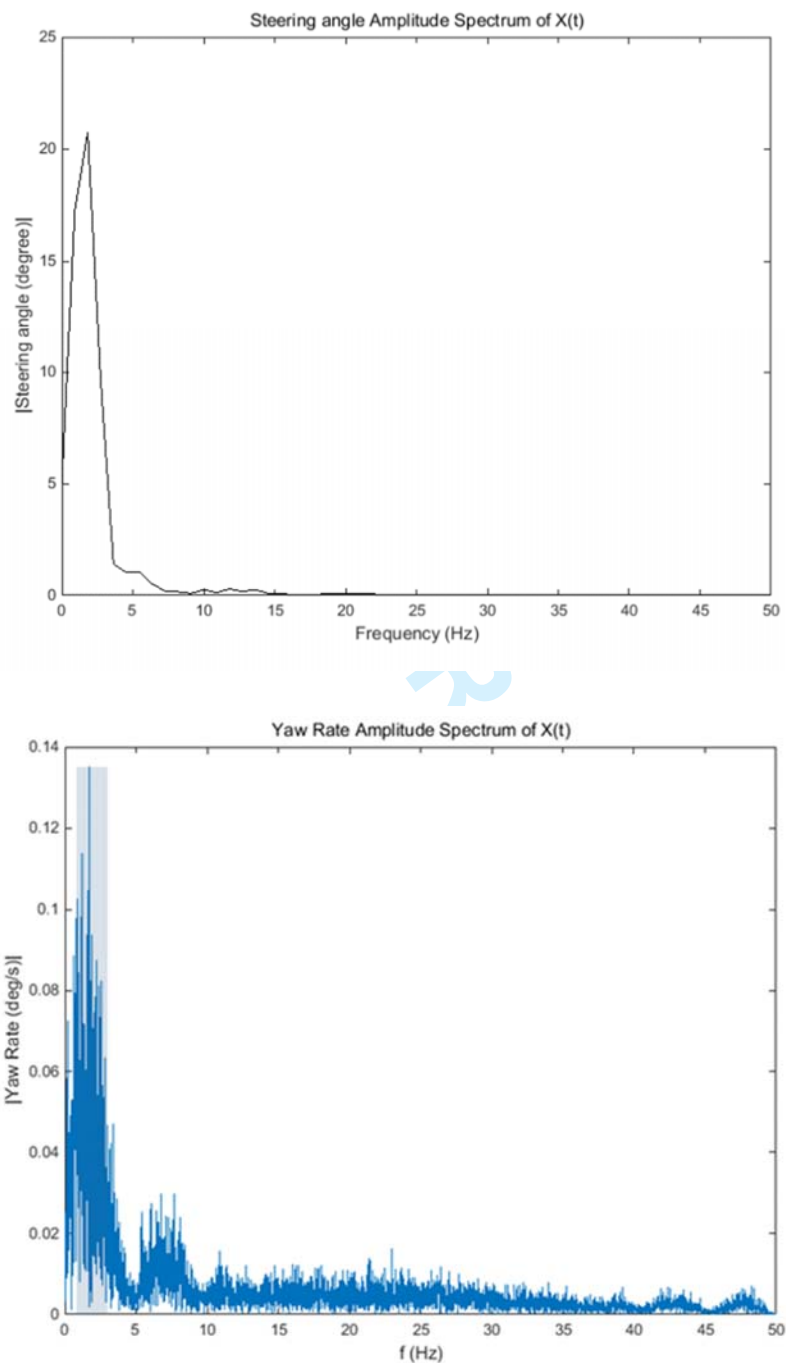 Steering angle Amplitude Spectrum of X(t)
25
20
15
10
5
0
|Steering angle (degree)|
0 5 10 15 20 25 30 35 40 45 50
Frequency (Hz)
Yaw Rate Amplitude Spectrum of X(t)
0.14
0.12
0.1
0.08
0.06
0.04
0.02
0
|Yaw Rate (deg/s)|
0 5 10 15 20 25 30 35 40 45 50
f (Hz)